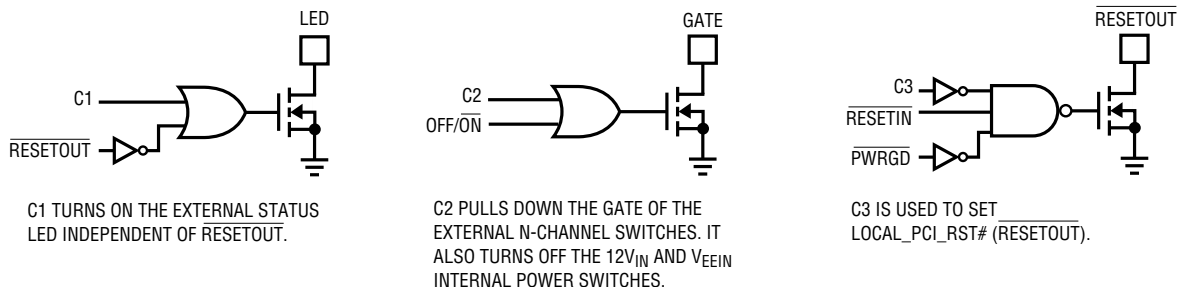 LED
C1
RESETOUT
C1 TURNS ON THE EXTERNAL STATUS
LED INDEPENDENT OF RESETOUT.
GATE
C2
OFF/ON
C2 PULLS DOWN THE GATE OF THE
EXTERNAL N-CHANNEL SWITCHES. IT
ALSO TURNS OFF THE 12VIN AND VEEIN
INTERNAL POWER SWITCHES.
RESETOUT
C3
RESETIN
PWRGD
C3 IS USED TO SET
LOCAL_PCI_RST# (RESETOUT).